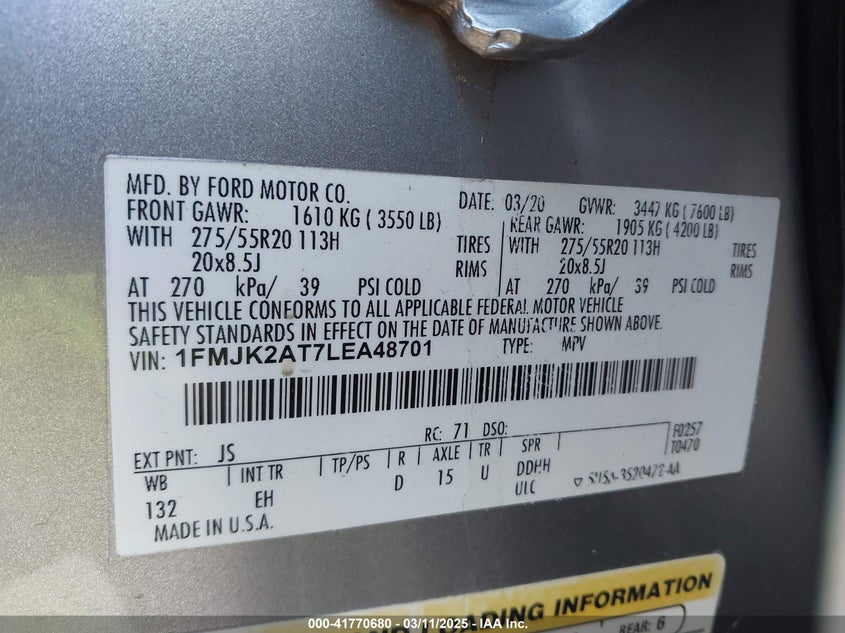 MFD. BY FORD MOTOR CO. DATE: 03/20 GVWR: 3447 KG ( 7600 LB)
FRONT GAWR: 1610 KG ( 3550 LB) REAR GAWR: 1905 KG ( 4200 LB)
WITH 275/55R20 113H TIRES WITH 275/55R20 113H TIRES
20x8.5J RIMS 20x8.5J RIMS
AT 270 kPa/ 39 PSI COLD AT 270 kPa/ 39 PSI COLD
THIS VEHICLE CONFORMS TO ALL APPLICABLE FEDERAL MOTOR VEHICLE
SAFETY STANDARDS IN EFFECT ON THE DATE OF MANUFACTURE SHOWN ABOVE.
VIN: 1FMJK2AT7LEA48701 TYPE: MPV
EXT PNT: JS RC: 71 DSO: F0257
T0470
WB INT TR TP/PS R AXLE TR SPR
132 EH D 15 U DDHH
ULC
MADE IN U.S.A.
LOADING INFORMATION
REAR: 6
000-41770680 - 03/11/2025 - IAA Inc.